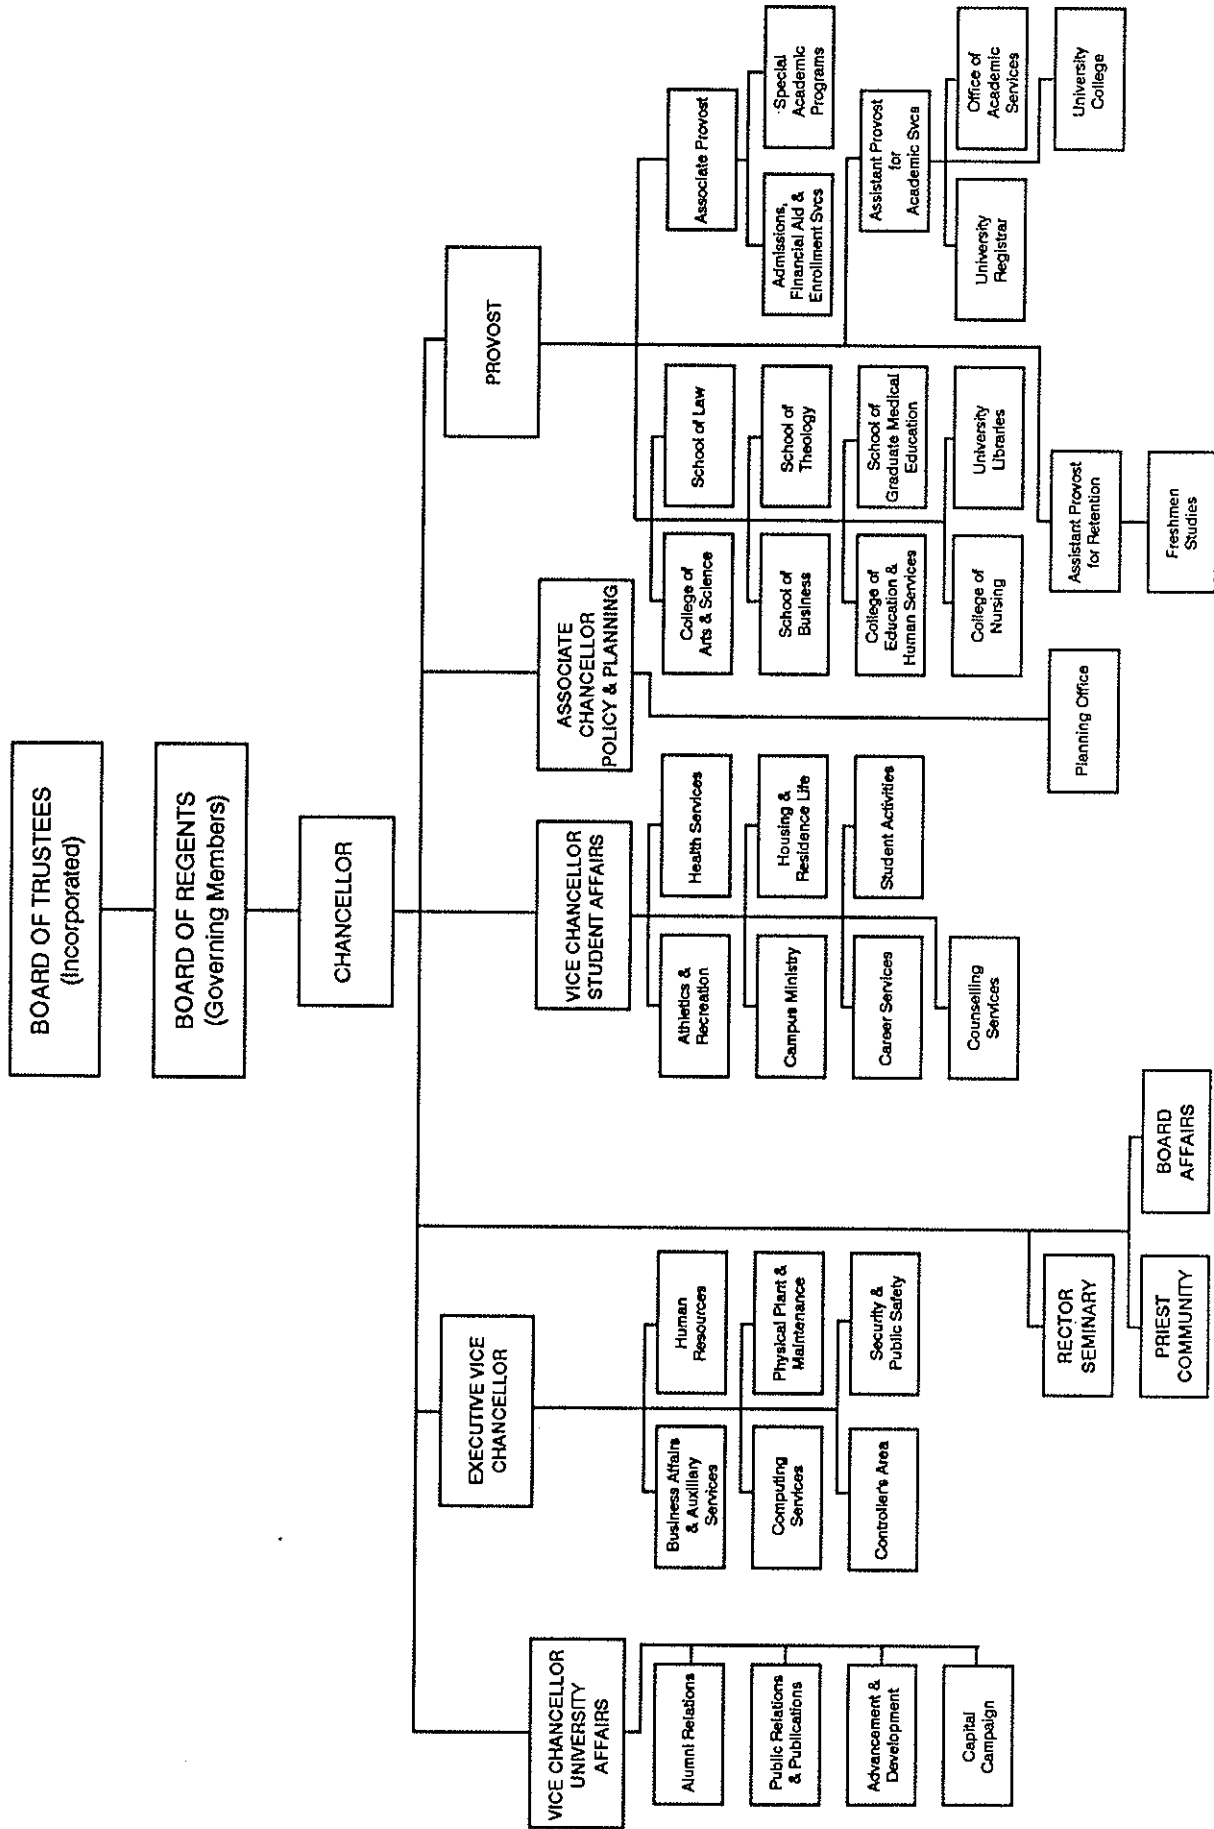 BOARD OF TRUSTEES
(Incorporated)
BOARD OF REGENTS
(Governing Members)
CHANCELLOR
VICE CHANCELLOR
UNIVERSITY
AFFAIRS
Alumni Relations
Public Relations
& Publications
Advancement &
Development
Capital
Campaign
EXECUTIVE VICE
CHANCELLOR
Business Affairs
& Auxiliary
Services
Human
Resources
Computing
Services
Physical Plant &
Maintenance
Controller's Area
Security &
Public Safety
RECTOR
SEMINARY
PRIEST
COMMUNITY
BOARD
AFFAIRS
VICE CHANCELLOR
STUDENT AFFAIRS
Athletics &
Recreation
Health Services
Campus Ministry
Housing &
Residence Life
Career Services
Student Activities
Counselling
Services
ASSOCIATE
CHANCELLOR
POLICY & PLANNING
Planning Office
PROVOST
College of
Arts & Science
School of Law
School of
Business
School of
Theology
College of
Education &
Human Services
School of
Graduate Medical
Education
College of
Nursing
University
Libraries
Assistant Provost
for Retention
Freshmen
Studies
Associate Provost
Admissions,
Financial Aid &
Enrollment Svcs
Special
Academic
Programs
Assistant Provost
for
Academic Svcs
University
Registrar
Office of
Academic
Services
University
College